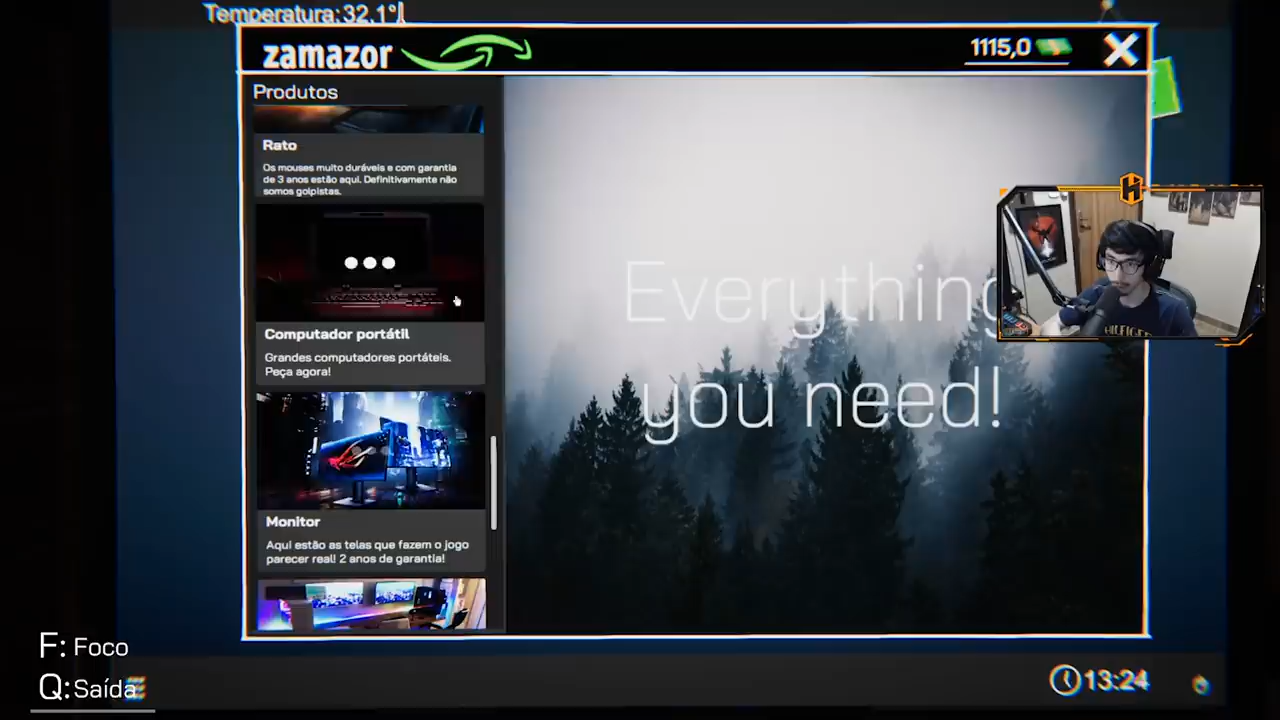 Temperatura:32,1°
zamazor
1115,0
Produtos
Rato
Os mouses muito duráveis e com garantia
de 3 anos estão aqui. Definitivamente não
somos golpistas.
Computador portátil
Grandes computadores portáteis.
Peça agora!
Monitor
Aqui estão as telas que fazem o jogo
parecer real! 2 anos de garantia!
Everything
you need!
HILFIGER
F: Foco
Q:Saída
13:24